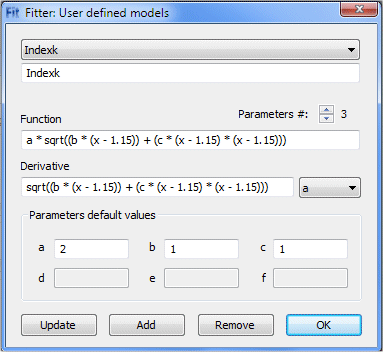 Fit Fitter: User defined models
Indexk
Indexk
Function Parameters #: 3
a * sqrt((b * (x - 1.15)) + (c * (x - 1.15) * (x - 1.15)))
Derivative
sqrt((b * (x - 1.15)) + (c * (x - 1.15) * (x - 1.15))) a
Parameters default values
a 2 b 1 c 1
d e f
Update Add Remove OK